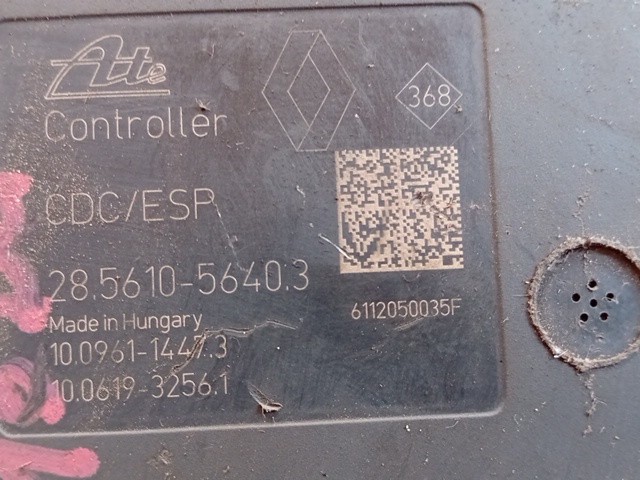 Ate
368
Controller
CDC/ESP
28.5610-5640.3
Made in Hungary
6112050035F
10.0961-1447.3
10.0619-3256.1